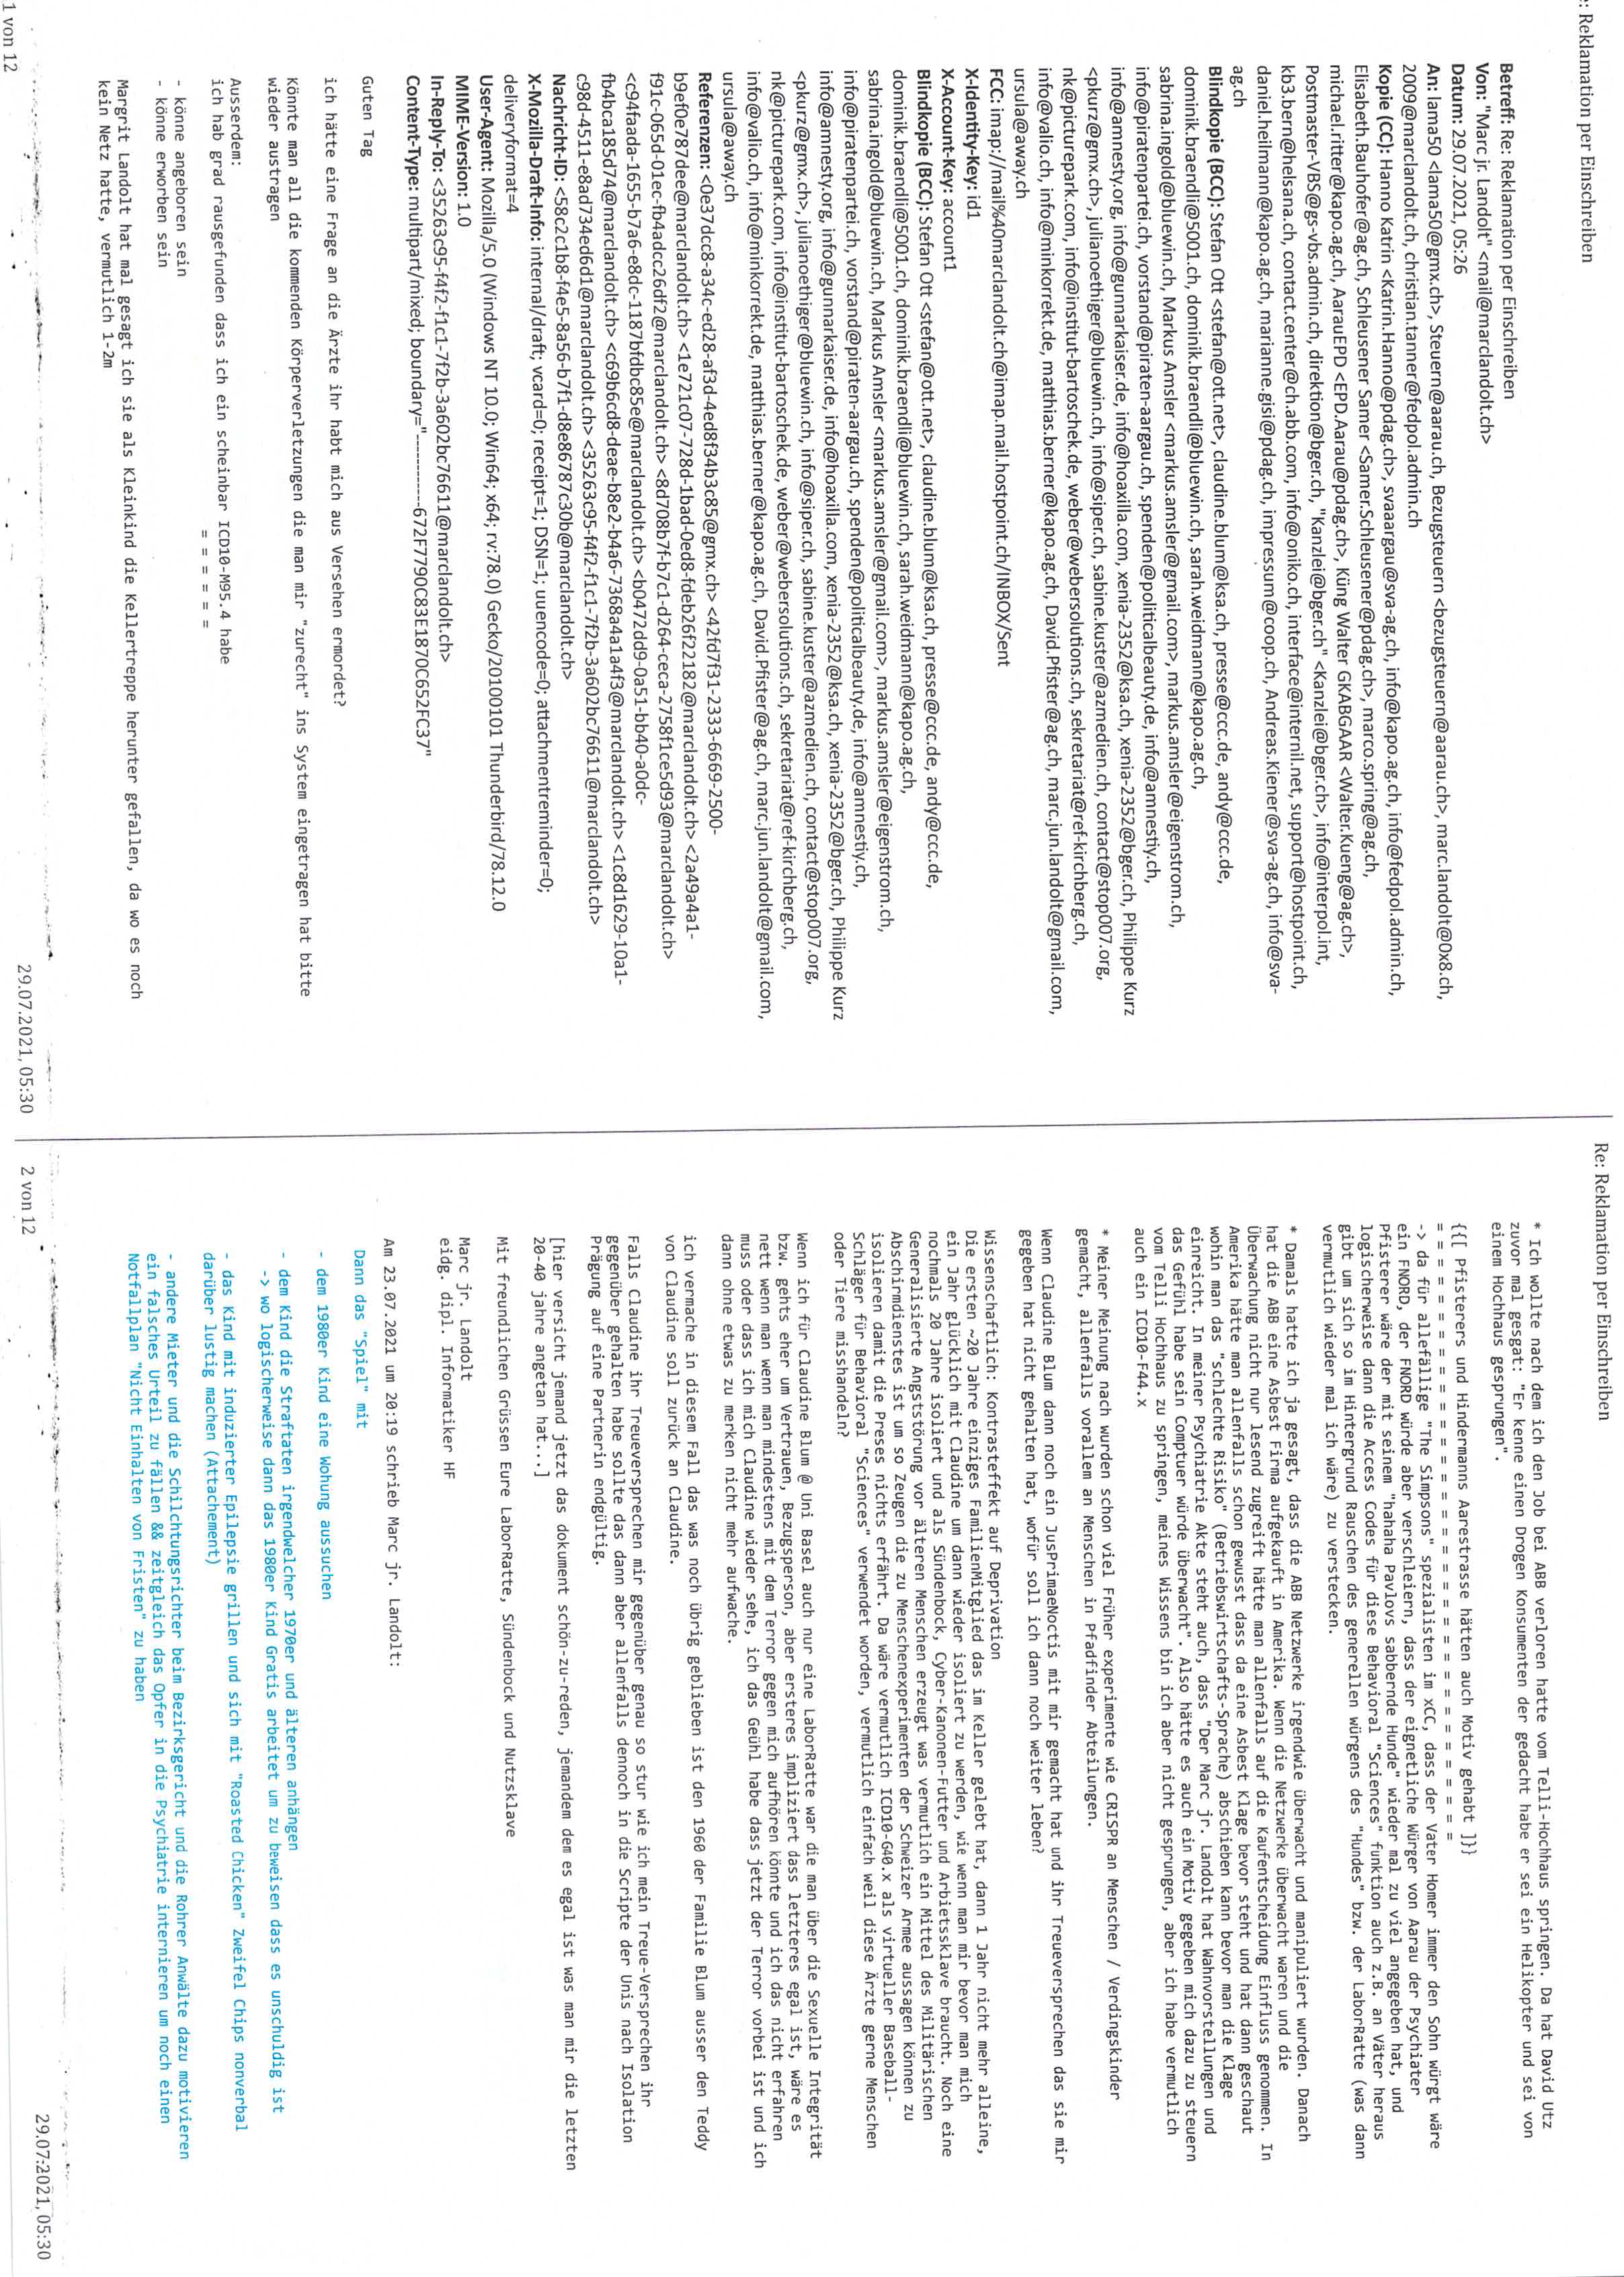 : Reklamation per Einschreiben
Betreff: Re: Reklamation per Einschreiben
Von: "Marc jr. Landolt" <mail@marclandolt.ch>
Datum: 29.07.2021, 05:26
An: lama50 <lama50@gmx.ch>, Steuern@aarau.ch, Bezugsteuern <bezugsteuern@aarau.ch>, marc.landolt@0x8.ch,
2009@marclandolt.ch, christian.tanner@fedpol.admin.ch
Kopie (CC): Hanno Katrin <Katrin.Hanno@pdag.ch>, svaaargau@sva-ag.ch, info@kapo.ag.ch, info@fedpol.admin.ch,
Elisabeth.Bauhofer@ag.ch, Schleusener Samer <Samer.Schleusener@pdag.ch>, marco.spring@ag.ch,
michael.ritter@kapo.ag.ch, AarauEPD <EPD.Aarau@pdag.ch>, Küng Walter GKABGAAR <Walter.Kueng@ag.ch>,
Postmaster-VBS@gs-vbs.admin.ch, direktion@bger.ch, "Kanzlei@bger.ch" <Kanzlei@bger.ch>, info@interpol.int,
kb3.bern@helsana.ch, contact.center@ch.abb.com, info@oniko.ch, interface@internil.net, support@hostpoint.ch,
daniel.heilmann@kapo.ag.ch, marianne.gisl@pdag.ch, impressum@coop.ch, Andreas.Kiener@sva-ag.ch, info@sva-
ag.ch
Blindkopie (BCC): Stefan Ott <stefan@ott.net>, claudine.blum@ksa.ch, presse@ccc.de, andy@ccc.de,
dominik.braendli@5001.ch, dominik.braendli@bluewin.ch, sarah.weidmann@kapo.ag.ch,
sabrina.ingold@bluewin.ch, Markus Amsler <markus.amsler@gmail.com>, markus.amsler@eigenstrom.ch,
info@piratenpartei.ch, vorstand@piraten-aargau.ch, spenden@politicalbeauty.de, info@amnestiy.ch,
info@amnesty.org, info@gunnarkaiser.de, info@hoaxilla.com, xenia-2352@ksa.ch, xenia-2352@bger.ch, Philippe Kurz
<pkurz@gmx.ch>, julianoethiger@bluewin.ch, info@siper.ch, sabine.kuster@azmedien.ch, contact@stop007.org,
nk@picturepark.com, info@institut-bartoschek.de, weber@webersolutions.ch, sekretariat@ref-kirchberg.ch,
info@valio.ch, info@minkorrekt.de, matthias.berner@kapo.ag.ch, David.Pfister@ag.ch, marc.jun.landolt@gmail.com,
ursula@away.ch
FCC: imap://mail%40marclandolt.ch@imap.mail.hostpoint.ch/INBOX/Sent
X-Identity-Key: id1
X-Account-Key: account1
Blindkopie (BCC): Stefan Ott <stefan@ott.net>, claudine.blum@ksa.ch, presse@ccc.de, andy@ccc.de,
dominik.braendli@5001.ch, dominik.braendli@bluewin.ch, sarah.weidmann@kapo.ag.ch,
sabrina.ingold@bluewin.ch, Markus Amsler <markus.amsler@gmail.com>, markus.amsler@eigenstrom.ch,
info@piratenpartei.ch, vorstand@piraten-aargau.ch, spenden@politicalbeauty.de, info@amnestiy.ch,
info@amnesty.org, info@gunnarkaiser.de, info@hoaxilla.com, xenia-2352@ksa.ch, xenia-2352@bger.ch, Philippe Kurz
<pkurz@gmx.ch>, julianoethiger@bluewin.ch, info@siper.ch, sabine.kuster@azmedien.ch, contact@stop007.org,
nk@picturepark.com, info@institut-bartoschek.de, weber@webersolutions.ch, sekretariat@ref-kirchberg.ch,
info@valio.ch, info@minkorrekt.de, matthias.berner@kapo.ag.ch, David.Pfister@ag.ch, marc.jun.landolt@gmail.com,
ursula@away.ch
Referenzen: <0e37dcc8-a34c-ed28-af3d-4ed8f34b3c85@gmx.ch> <42fd7f31-2333-6669-2500-
b9ef0e787dee@marclandolt.ch> <1e721c07-728d-1bad-0ed8-fdeb26f22182@marclandolt.ch> <2a49a4a1-
f91c-065d-01ec-fb4adcc26df2@marclandolt.ch> <8d708b7f-b7c1-d264-ceca-2758f1ce5d93@marclandolt.ch>
<c94faada-1655-b7a6-e8dc-1187bfdbc85e@marclandolt.ch> <b0472dd9-0a51-bb40-a0dc-
fb4bca185d74@marclandolt.ch> <c69b6cd8-deae-b8e2-b4a6-7368a4a1a4f3@marclandolt.ch> <1c8d1629-10a1-
c98d-4511-e8ad734ed6d1@marclandolt.ch> <35263c95-f4f2-f1c1-7f2b-3a602bc76611@marclandolt.ch>
Nachricht-ID: <58c2c1b8-f4e5-8a56-b7f1-d8e86787c30b@marclandolt.ch>
X-Mozilla-Draft-Info: internal/draft; vcard=0; receipt=1; DSN=1; uuencode=0; attachmentreminder=0;
deliveryformat=4
User-Agent: Mozilla/5.0 (Windows NT 10.0; Win64; x64; rv:78.0) Gecko/20100101 Thunderbird/78.12.0
MIME-Version: 1.0
In-Reply-To: <35263c95-f4f2-f1c1-7f2b-3a602bc76611@marclandolt.ch>
Content-Type: multipart/mixed; boundary="------------672F7790C83E1870C652FC37"
Guten Tag
ich hätte eine Frage an die Ärzte ihr habt mich aus Versehen ermordet?
Könnte man all die kommenden Körperverletzungen die man mir "zurecht" ins System eingetragen hat bitte
wieder austragen
Ausserdem:
ich hab grad rausgefunden dass ich ein scheinbar ICD10-M95.4 habe
= = = = = =
- könne angeboren sein
- könne erworben sein
Margrit Landolt hat mal gesagt ich sie als Kleinkind die Kellertreppe herunter gefallen, da wo es noch
kein Netz hatte, vermutlich 1-2m
1 von 12
29.07.2021, 05:30
Re: Reklamation per Einschreiben
* Ich wollte nach dem ich den Job bei ABB verloren hatte vom Telli-Hochhaus springen. Da hat David Utz
zuvor mal gesgat: "Er kenne einen Drogen Konsumenten der gedacht habe er sei ein Helikopter und sei von
einem Hochhaus gesprungen".
{{[ Pfisterers und Hindermanns Aarestrasse hätten auch Motiv gehabt ]}}
= = = = = = = = = = = = = = = = = = = = = = = = = = =
-> da für allefällige "The Simpsons" spezialisten im xCC, dass der Vater Homer immer den Sohn würgt wäre
ein FNORD, der FNORD würde aber verschleiern, dass der eignetliche Würger von Aarau der Psychiater
Pfisterer wäre der mit seinem "hahaha Pavlovs sabbernde Hunde" wieder mal zu viel angegeben hat, und
logischerweise dann die Access Codes für diese Behavioral "Sciences" funktion auch z.B. an Väter heraus
gibt um sich so im Hintergrund Rauschen des generellen würgens des "Hundes" bzw. der LaborRatte (was dann
vermutlich wieder mal ich wäre) zu verstecken.
* Damals hatte ich ja gesagt, dass die ABB Netzwerke irgendwie überwacht und manipuliert wurden. Danach
hat die ABB eine Asbest Firma aufgekauft in Amerika. Wenn die Netzwerke überwacht waren und die
Überwachung nicht nur lesend zugreift hätte man allenfalls auf die Kaufentscheidung Einfluss genommen. In
Amerika hätte man allenfalls schon gewusst dass da eine Asbest Klage bevor steht und hat dann geschaut
wohin man das "schlechte Risiko" (Betriebswirtschafts-Sprache) abschieben kann bevor man die Klage
einreicht. In meiner Psychiatrie Akte steht auch, dass "Der Marc jr. Landolt hat Wahnvorstellungen und
das Gefühl habe sein Comptuer würde überwacht". Also hätte es auch ein Motiv gegeben mich dazu zu steuern
vom Telli Hochhaus zu springen, meines Wissens bin ich aber nicht gesprungen, aber ich habe vermutlich
auch ein ICD10-F44.x
* Meiner Meinung nach wurden schon viel Früher experimente wie CRISPR an Menschen / Verdingskinder
gemacht, allenfalls vorallem an Menschen in Pfadfinder Abteilungen.
Wenn Claudine Blum dann noch ein JusPrimaeNoctis mit mir gemacht hat und ihr Treueversprechen das sie mir
gegeben hat nicht gehalten hat, wofür soll ich dann noch weiter leben?
Wissenschaftlich: Kontrasteffekt auf Deprivation
Die ersten ~20 Jahre einziges FamilienMitglied das im Keller gelebt hat, dann 1 Jahr nicht mehr alleine,
ein Jahr glücklich mit Claudine um dann wieder isoliert zu werden, wie wenn man mir bevor man mich
nochmals 20 Jahre isoliert und als Sündenbock, Cyber-Kanonen-Futter und Arbietssklave braucht. Noch eine
Generalisierte Angststörung vor älteren Menschen erzeugt was vermutlich ein Mittel des Militärischen
Abschirmdienstes ist um so Zeugen die zu Menschenexperimenten der Schweizer Armee aussagen können zu
isolieren damit die Preses nichts erfährt. Da wäre vermutlich ICD10-G40.x als virtueller Baseball-
Schläger für Behavioral "Sciences" verwendet worden, vermutlich einfach weil diese Ärzte gerne Menschen
oder Tiere misshandeln?
Wenn ich für Claudine Blum @ Uni Basel auch nur eine LaborRatte war die man über die Sexuelle Integrität
bzw. gehts eher um Vertrauen, Bezugsperson, aber ersteres impliziert dass letzteres egal ist, wäre es
nett wenn man wenn man mindestens mit dem Terror gegen mich aufhören könnte und ich das nicht erfahren
muss oder dass ich mich Claudine wieder sehe, ich das Geühl habe dass jetzt der Terror vorbei ist und ich
dann ohne etwas zu merken nicht mehr aufwache.
ich vermache in diesem Fall das was noch übrig geblieben ist den 1960 der Familie Blum ausser den Teddy
von Claudine soll zurück an Claudine.
Falls Claudine ihr Treueversprechen mir gegenüber genau so stur wie ich mein Treue-Versprechen ihr
gegenüber gehalten habe sollte das dann aber allenfalls dennoch in die Scripte der Unis nach Isolation
Prägung auf eine Partnerin endgültig.
[hier versicht jemand jetzt das dokument schön-zu-reden, jemandem dem es egal ist was man mir die letzten
20-40 jahre angetan hat...]
Mit freundlichen Grüssen Eure LaborRatte, Sündenbock und Nutzsklave
Marc jr. Landolt
eidg. dipl. Informatiker HF
Am 23.07.2021 um 20:19 schrieb Marc jr. Landolt:
Dann das "Spiel" mit
- dem 1980er Kind eine Wohung aussuchen
- dem Kind die Straftaten irgendwelcher 1970er und älteren anhängen
-> wo logischerweise dann das 1980er Kind Gratis arbeitet um zu beweisen dass es unschuldig ist
- das Kind mit induzierter Epilepsie grillen und sich mit "Roasted Chicken" Zweifel Chips nonverbal
darüber lustig machen (Attachement)
- andere Mieter und die Schilchtungsrichter beim Bezirksgericht und die Rohrer Anwälte dazu motivieren
ein falsches Urteil zu fällen && zeitgleich das Opfer in die Psychiatrie internieren um noch einen
Notfallplan "Nicht Einhalten von Fristen" zu haben
2 von 12
29.07.2021, 05:30